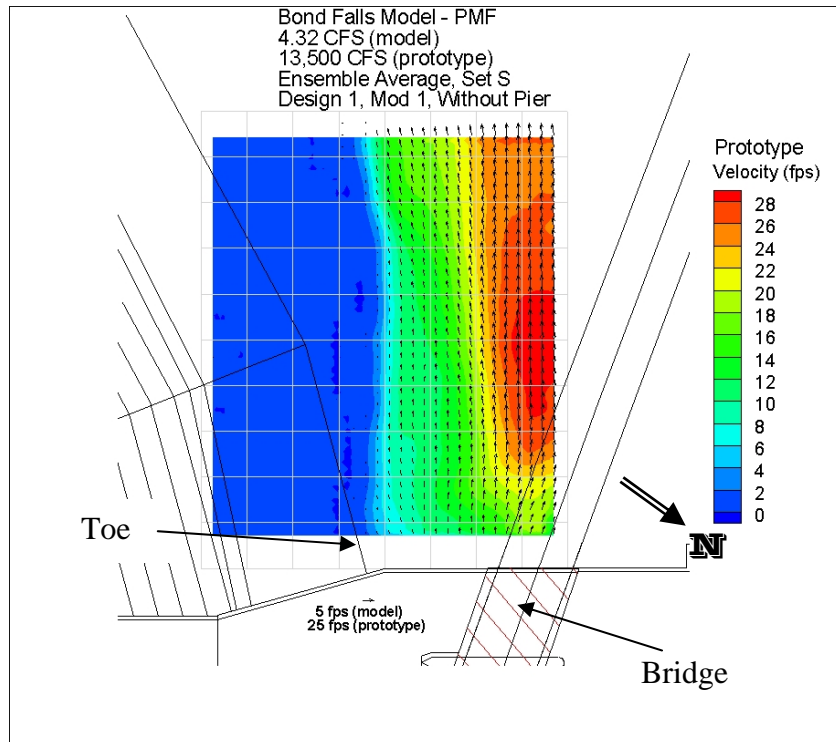 Bond Falls Model - PMF
4.32 CFS (model)
13,500 CFS (prototype)
Ensemble Average, Set S
Design 1, Mod 1, Without Pier
Prototype
Velocity (fps)
28
26
24
22
20
18
16
14
12
10
8
6
4
2
0
N
Toe
5 fps (model)
25 fps (prototype)
Bridge